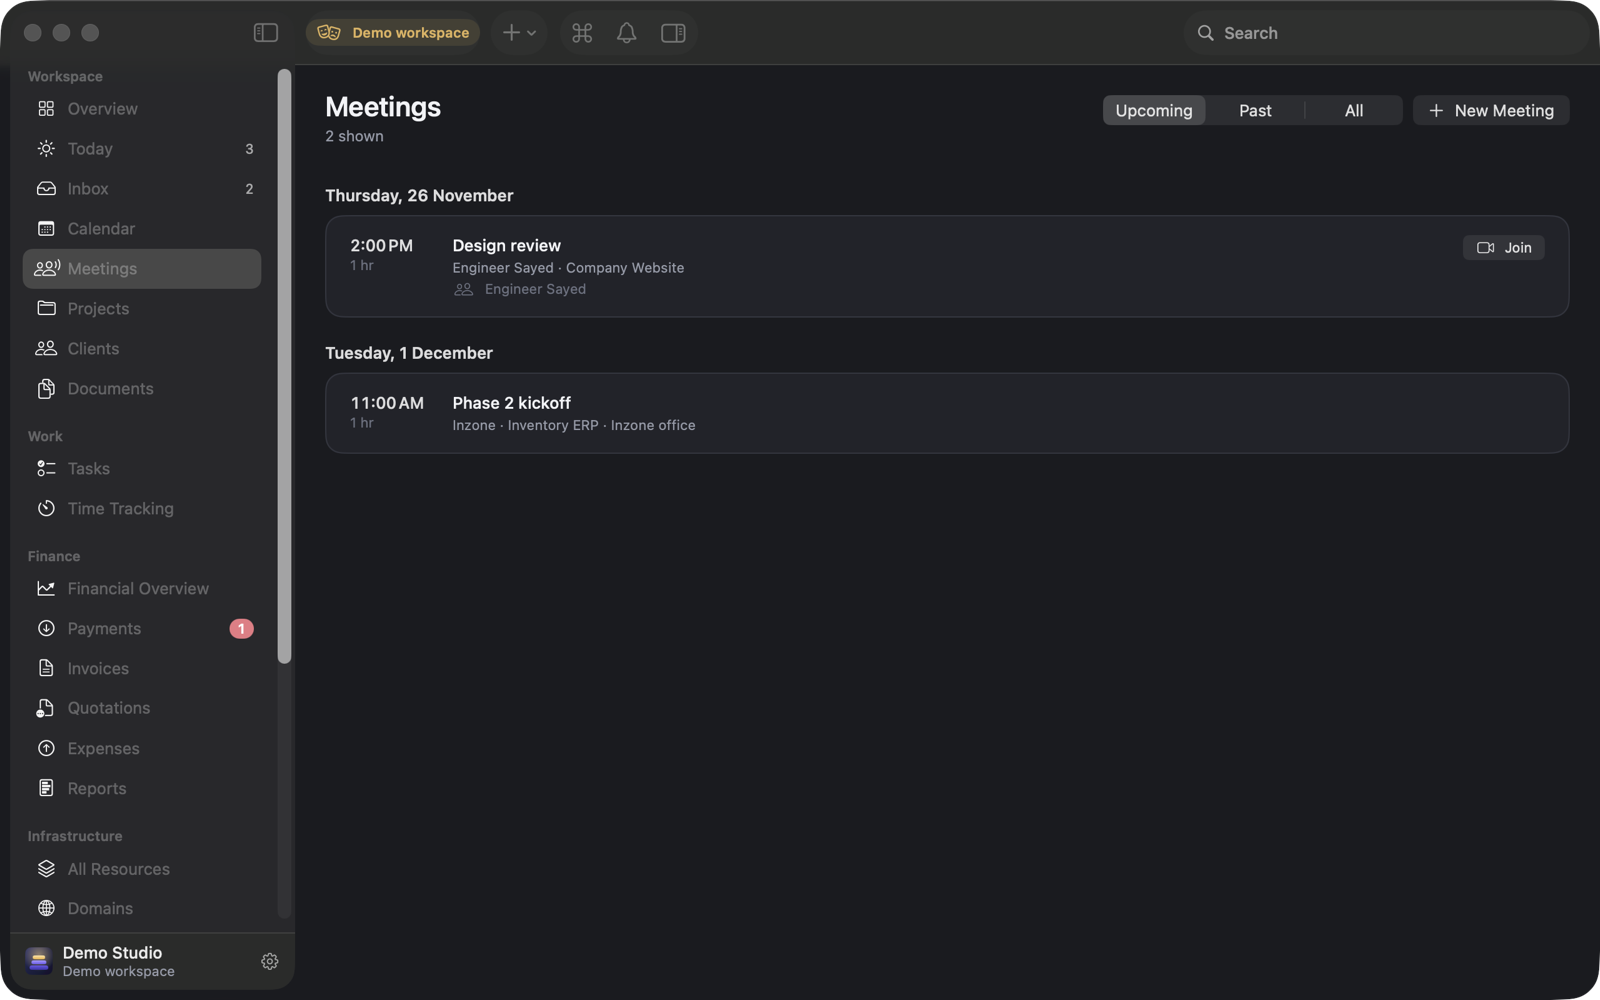 Demo workspace
Search
Workspace
Overview
Today 3
Inbox 2
Calendar
Meetings
Projects
Clients
Documents
Work
Tasks
Time Tracking
Finance
Financial Overview
Payments 1
Invoices
Quotations
Expenses
Reports
Infrastructure
All Resources
Domains
Demo Studio
Demo workspace
Meetings
2 shown
Upcoming Past All New Meeting
Thursday, 26 November
2:00 PM Design review
1 hr Engineer Sayed · Company Website
Engineer Sayed
Join
Tuesday, 1 December
11:00 AM Phase 2 kickoff
1 hr Inzone · Inventory ERP · Inzone office